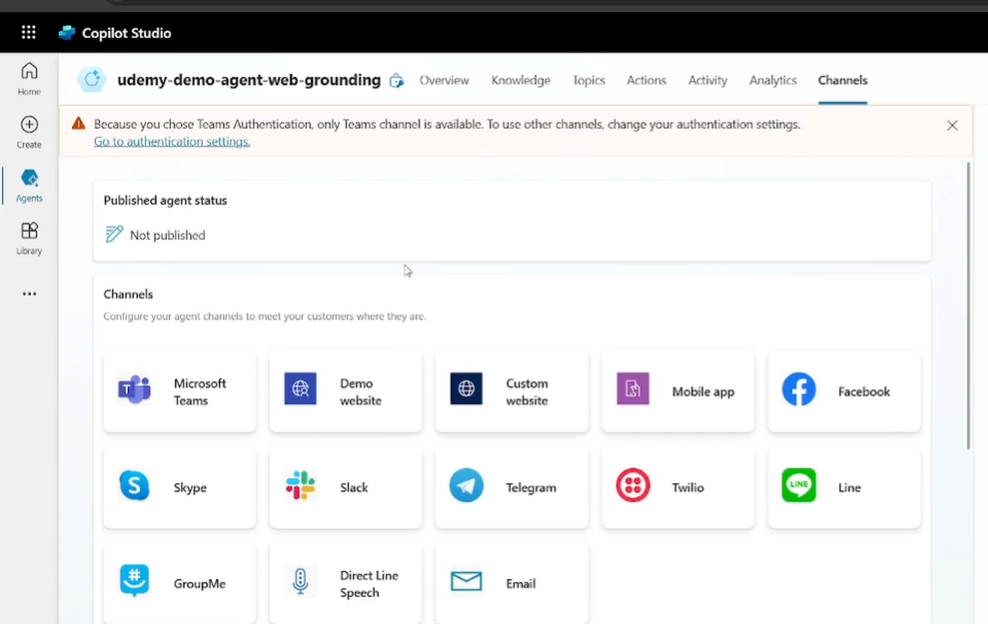 Copilot Studio
Home
Create
Agents
Library
udemy-demo-agent-web-grounding Overview Knowledge Topics Actions Activity Analytics Channels
Because you chose Teams Authentication, only Teams channel is available. To use other channels, change your authentication settings.
Go to authentication settings.
Published agent status
Not published
Channels
Configure your agent channels to meet your customers where they are.
Microsoft
Teams
Demo
website
Custom
website
Mobile app
Facebook
Skype
Slack
Telegram
Twilio
LINE
Line
GroupMe
Direct Line
Speech
Email